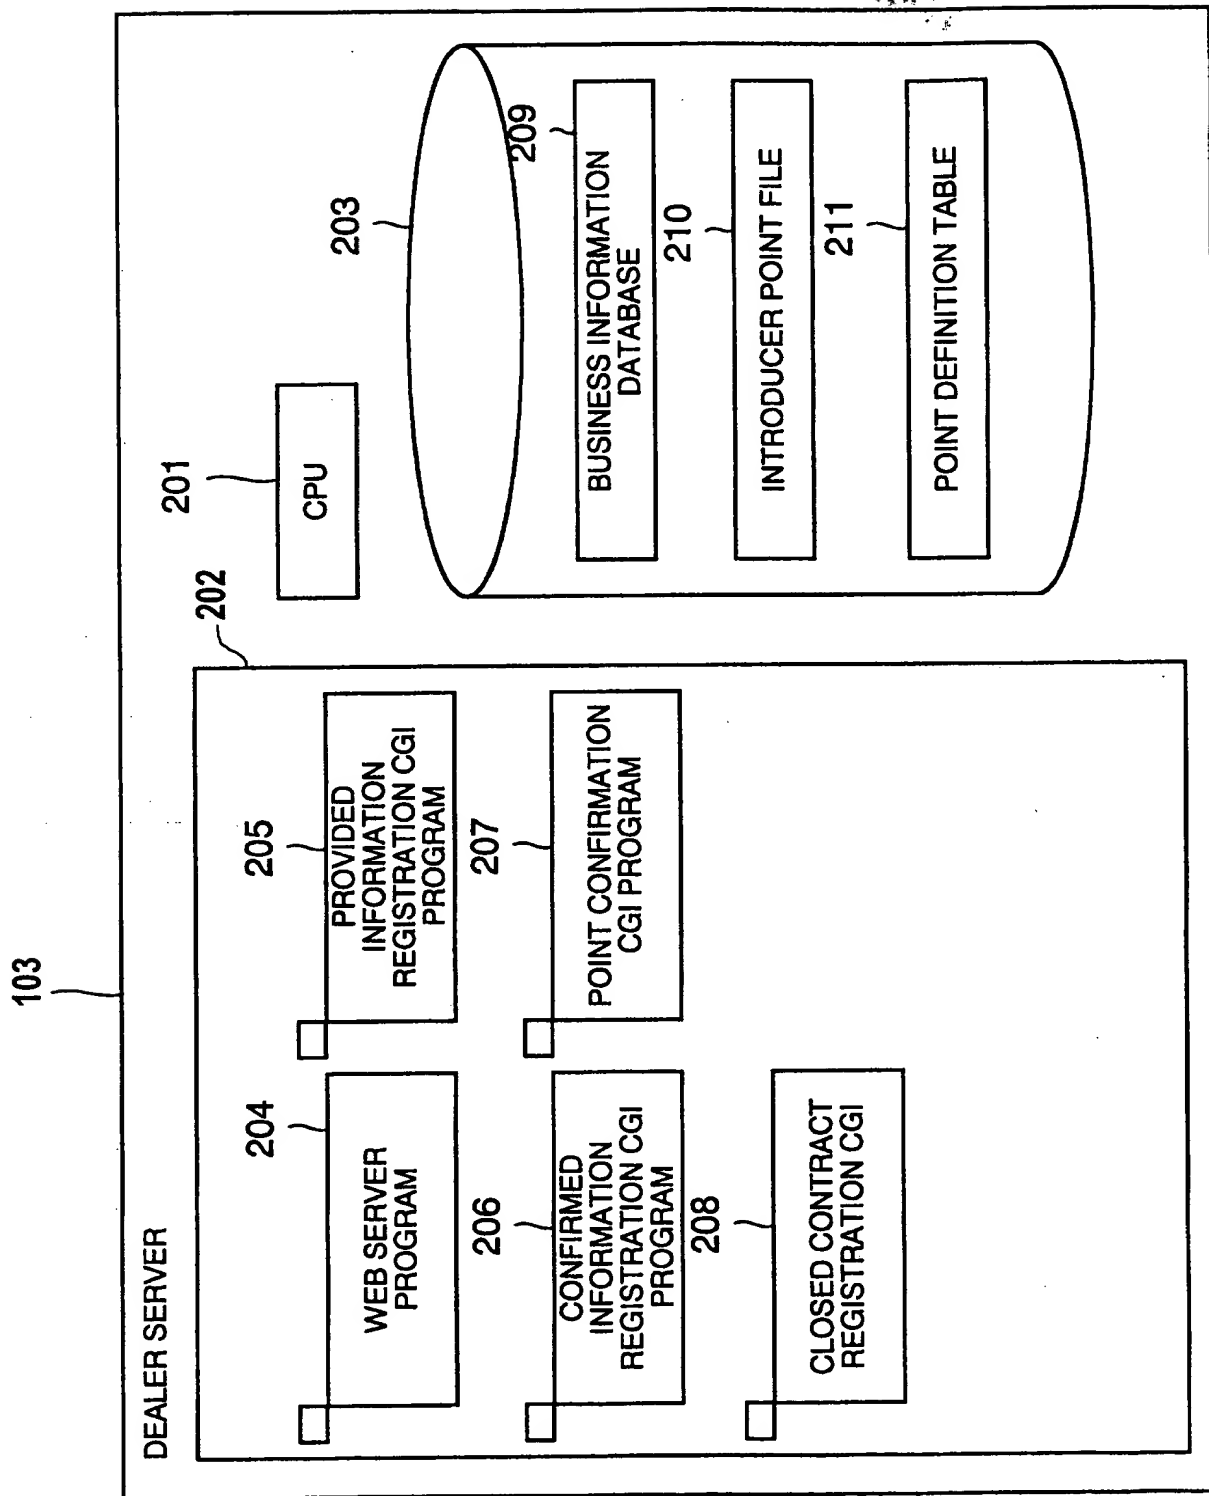 103
DEALER SERVER
202
204
WEB SERVER
PROGRAM
205
PROVIDED
INFORMATION
REGISTRATION CGI
PROGRAM
206
CONFIRMED
INFORMATION
REGISTRATION CGI
PROGRAM
207
POINT CONFIRMATION
CGI PROGRAM
208
CLOSED CONTRACT
REGISTRATION CGI
201
CPU
203
209
BUSINESS INFORMATION
DATABASE
210
INTRODUCER POINT FILE
211
POINT DEFINITION TABLE